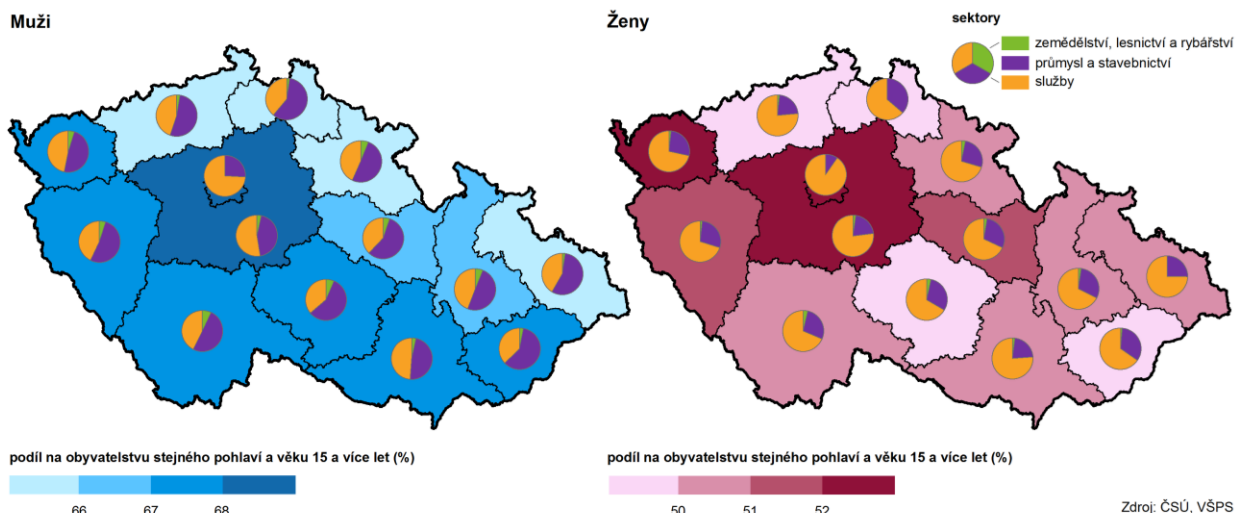 Muži
Ženy
sektory
zemědělství, lesnictví a rybářství
průmysl a stavebnictví
služby
podíl na obyvatelstvu stejného pohlaví a věku 15 a více let (%)
66 67 68
podíl na obyvatelstvu stejného pohlaví a věku 15 a více let (%)
50 51 52
Zdroj: ČSÚ, VŠPS